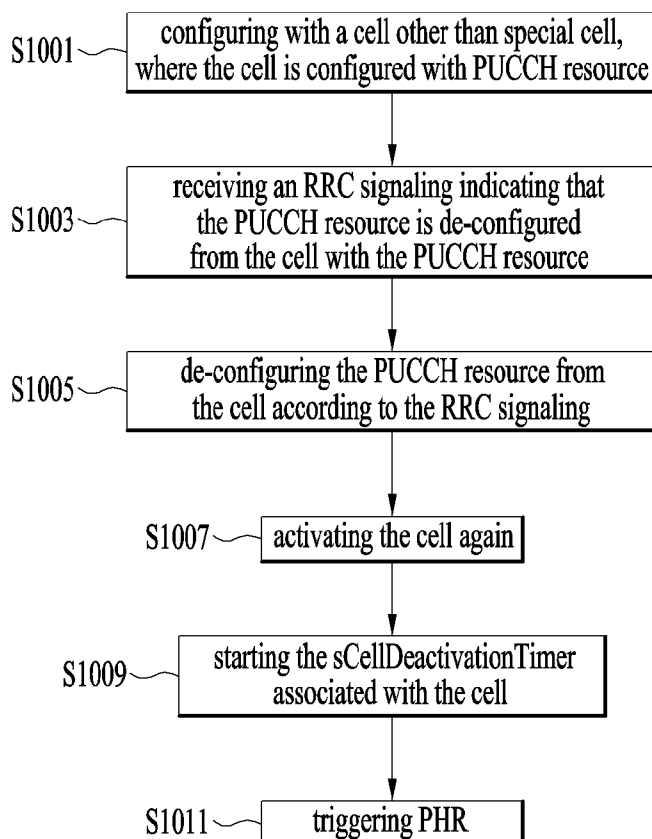 S1001
configuring with a cell other than special cell,
where the cell is configured with PUCCH resource
S1003
receiving an RRC signaling indicating that
the PUCCH resource is de-configured
from the cell with the PUCCH resource
S1005
de-configuring the PUCCH resource from
the cell according to the RRC signaling
S1007
activating the cell again
S1009
starting the sCellDeactivationTimer
associated with the cell
S1011
triggering PHR